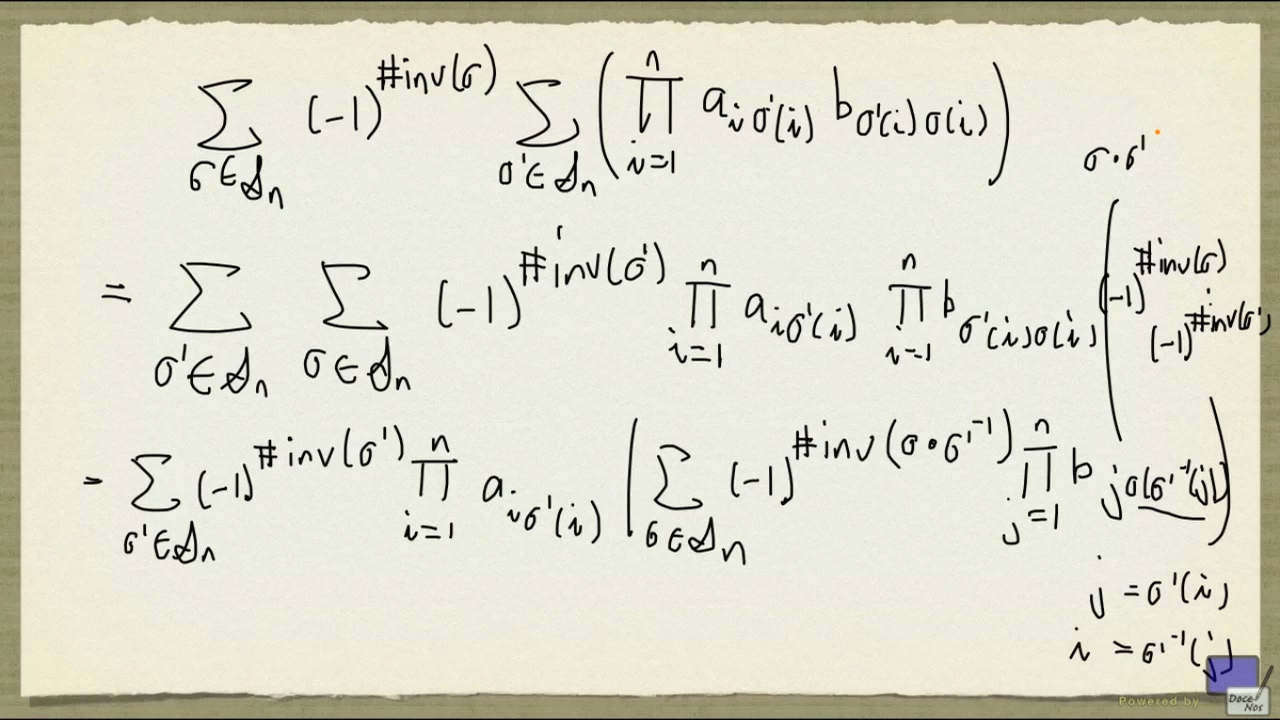 ∑_{σ∈S_n} (-1)^{#inv(σ)} ∑_{σ'∈S_n} (∏_{i=1}^{n} a_{iσ'(i)} b_{σ'(i)σ(i)})
σ∘σ'
= ∑_{σ'∈S_n} ∑_{σ∈S_n} (-1)^{#inv(σ)} ∏_{i=1}^{n} a_{iσ'(i)} ∏_{i=1}^{n} b_{σ'(i)σ(i)}
(-1)^{#inv(σ)}
(-1)^{#inv(σ')}
= ∑_{σ'∈S_n} (-1)^{#inv(σ')} ∏_{i=1}^{n} a_{iσ'(i)} (∑_{σ∈S_n} (-1)^{#inv(σ∘σ'^{-1})} ∏_{j=1}^{n} b_{jσ(σ'^{-1}(j))})
j = σ'(i)
i = σ'^{-1}(j)
Powered by
Doce
Nos